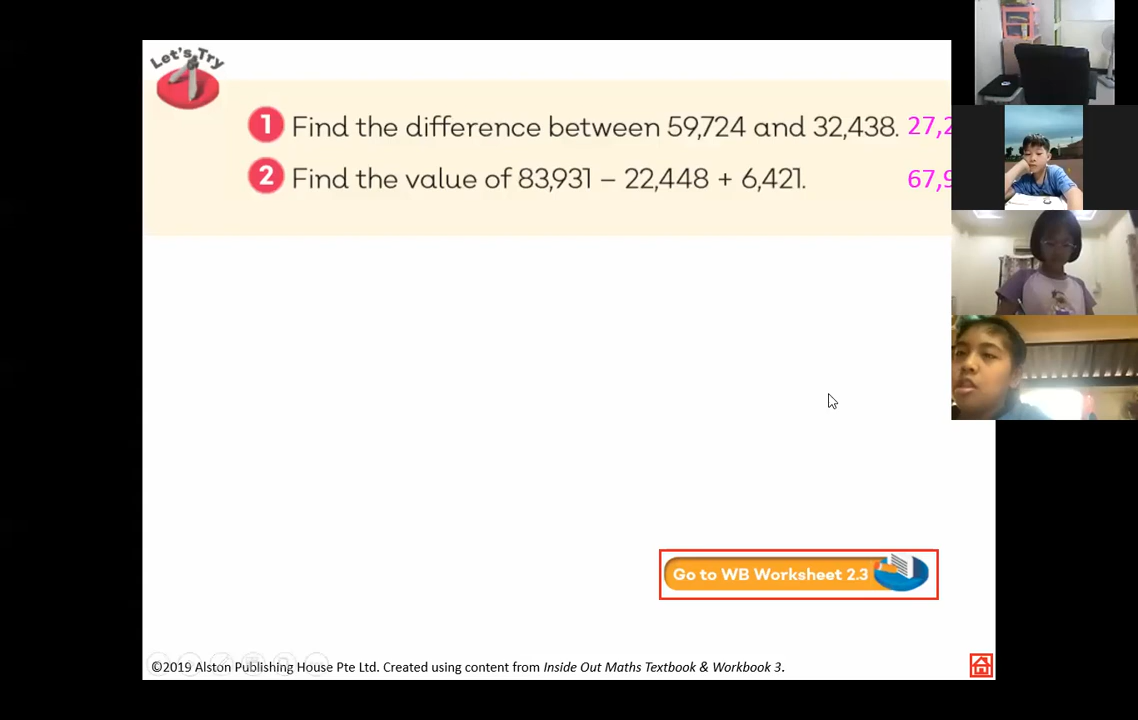 Let's Try
1 Find the difference between 59,724 and 32,438. 27,2
2 Find the value of 83,931 – 22,448 + 6,421. 67,9
Go to WB Worksheet 2.3
©2019 Alston Publishing House Pte Ltd. Created using content from Inside Out Maths Textbook & Workbook 3.